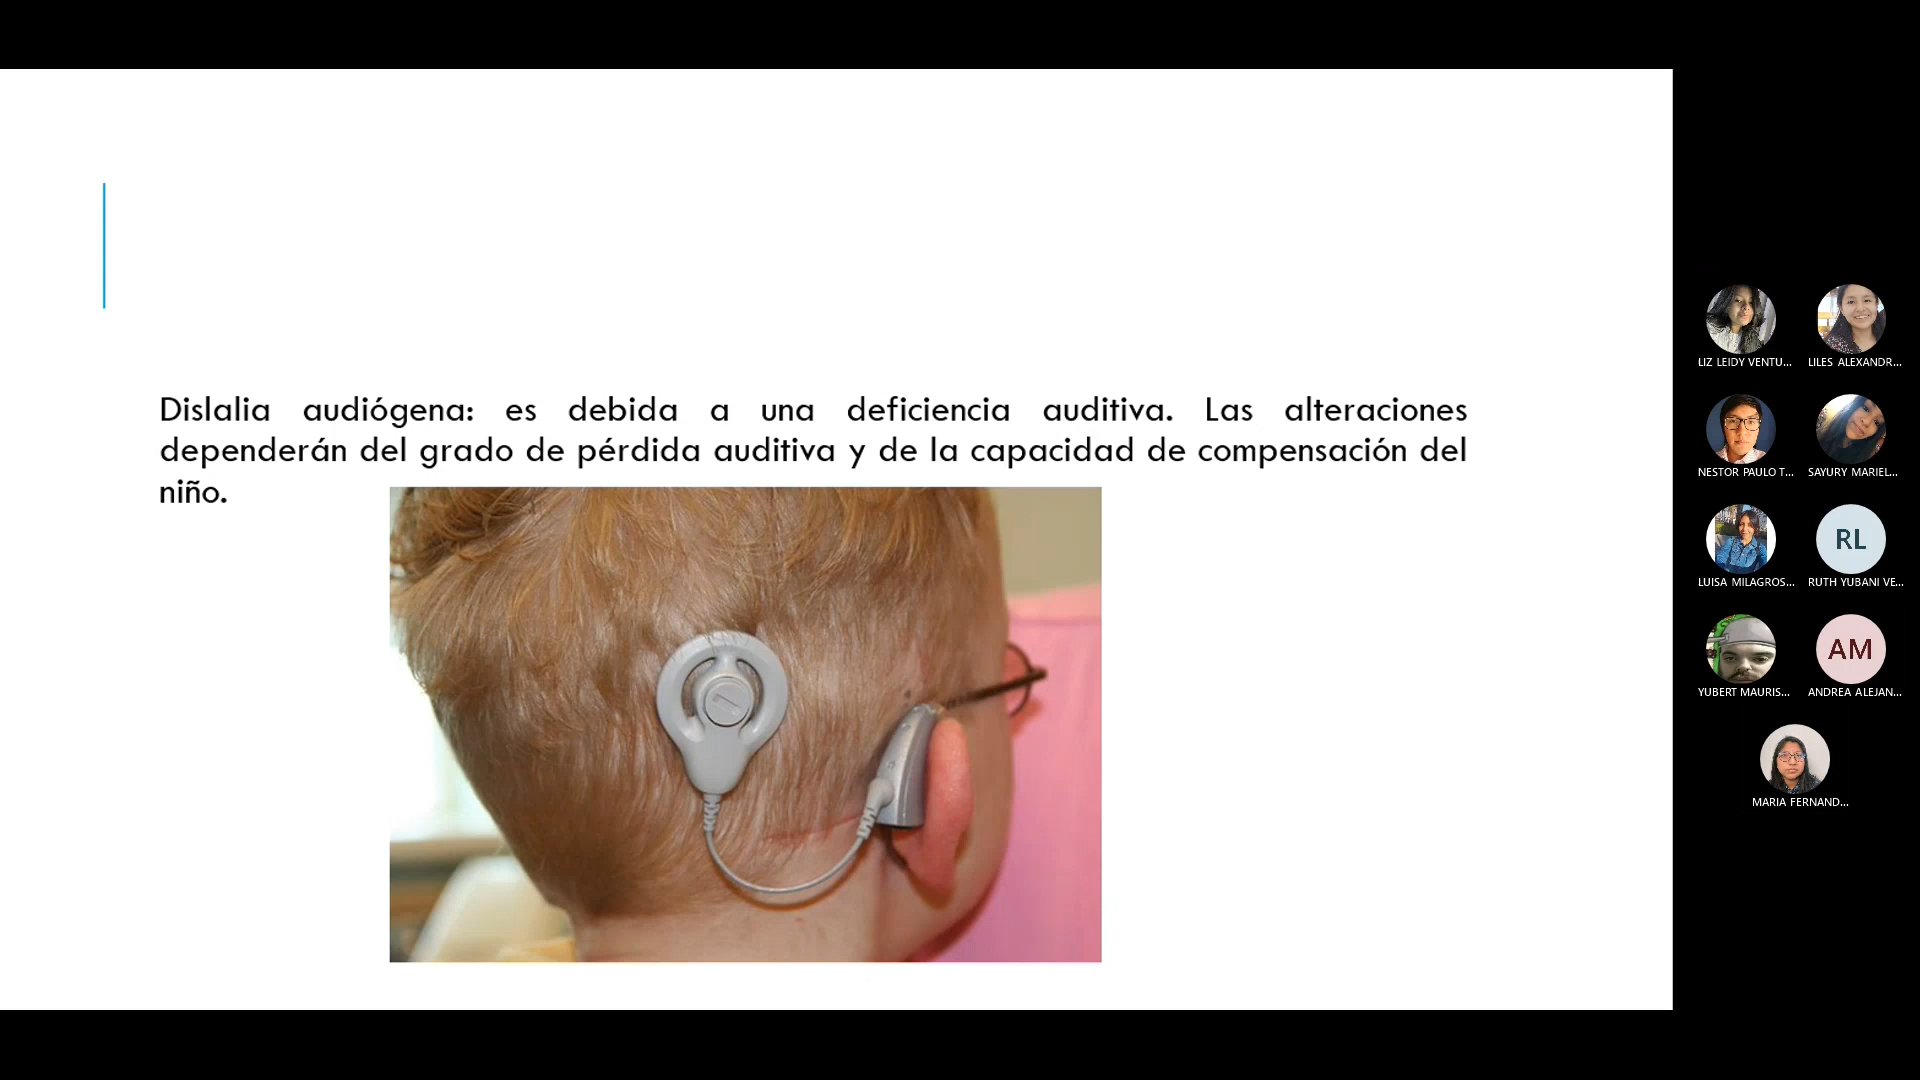 Dislalia audiógena: es debida a una deficiencia auditiva. Las alteraciones
dependerán del grado de pérdida auditiva y de la capacidad de compensación del
niño.
LIZ LEIDY VENTU...
LILES ALEXANDR...
NESTOR PAULO T...
SAYURY MARIEL...
LUISA MILAGROS...
RL
RUTH YUBANI VE...
YUBERT MAURIS...
AM
ANDREA ALEJAN...
MARIA FERNAND...